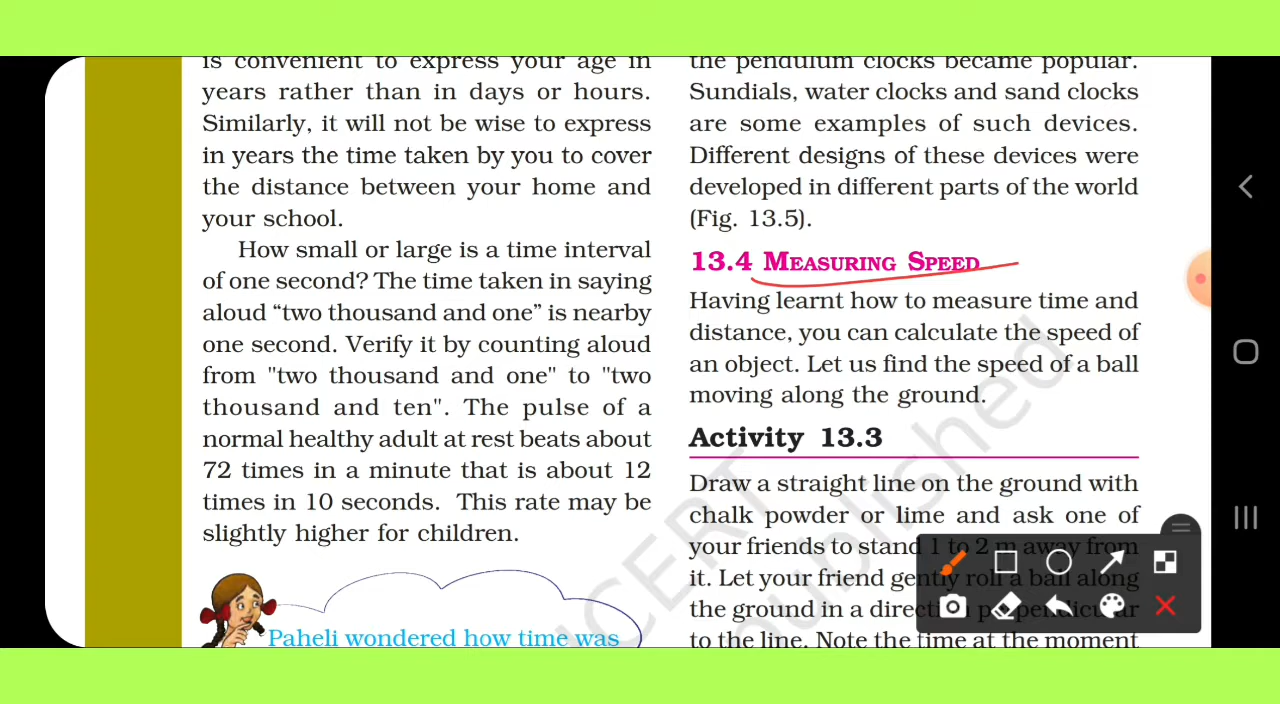 is convenient to express your age in
years rather than in days or hours.
Similarly, it will not be wise to express
in years the time taken by you to cover
the distance between your home and
your school.
How small or large is a time interval
of one second? The time taken in saying
aloud “two thousand and one” is nearby
one second. Verify it by counting aloud
from "two thousand and one" to "two
thousand and ten". The pulse of a
normal healthy adult at rest beats about
72 times in a minute that is about 12
times in 10 seconds. This rate may be
slightly higher for children.
Paheli wondered how time was
the pendulum clocks became popular.
Sundials, water clocks and sand clocks
are some examples of such devices.
Different designs of these devices were
developed in different parts of the world
(Fig. 13.5).
13.4 MEASURING SPEED
Having learnt how to measure time and
distance, you can calculate the speed of
an object. Let us find the speed of a ball
moving along the ground.
Activity 13.3
Draw a straight line on the ground with
chalk powder or lime and ask one of
your friends to stand 1 to 2 m away from
it. Let your friend gently roll a ball along
the ground in a direction perpendicular
to the line. Note the time at the moment
NCERT
published